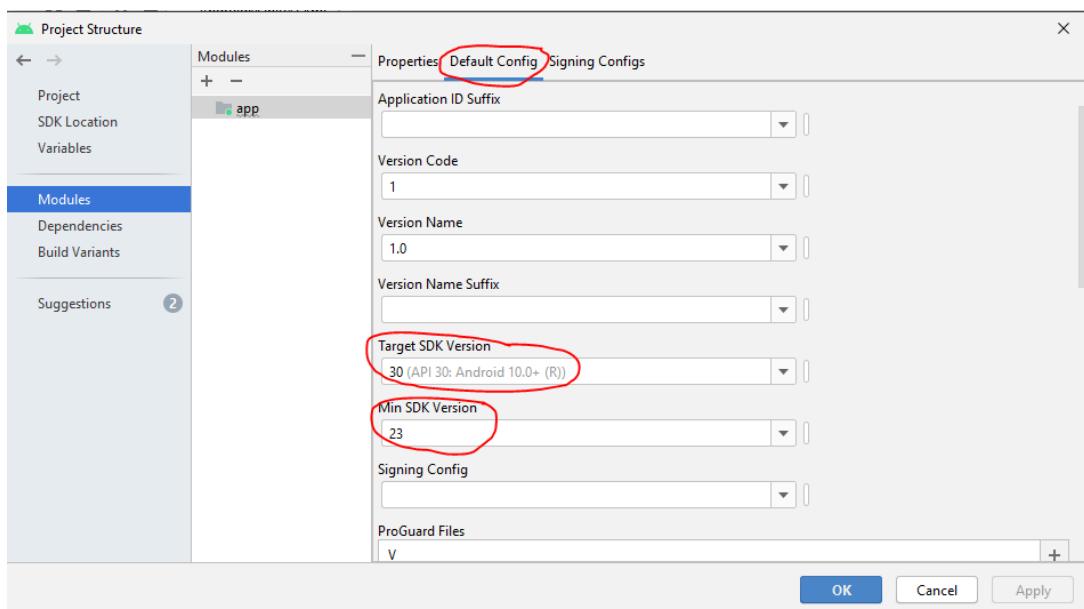 Project Structure
Project
SDK Location
Variables
Modules
Dependencies
Build Variants
Suggestions 2
Modules
app
Properties Default Config Signing Configs
Application ID Suffix
Version Code
1
Version Name
1.0
Version Name Suffix
Target SDK Version
30 (API 30: Android 10.0+ (R))
Min SDK Version
23
Signing Config
ProGuard Files
OK Cancel Apply